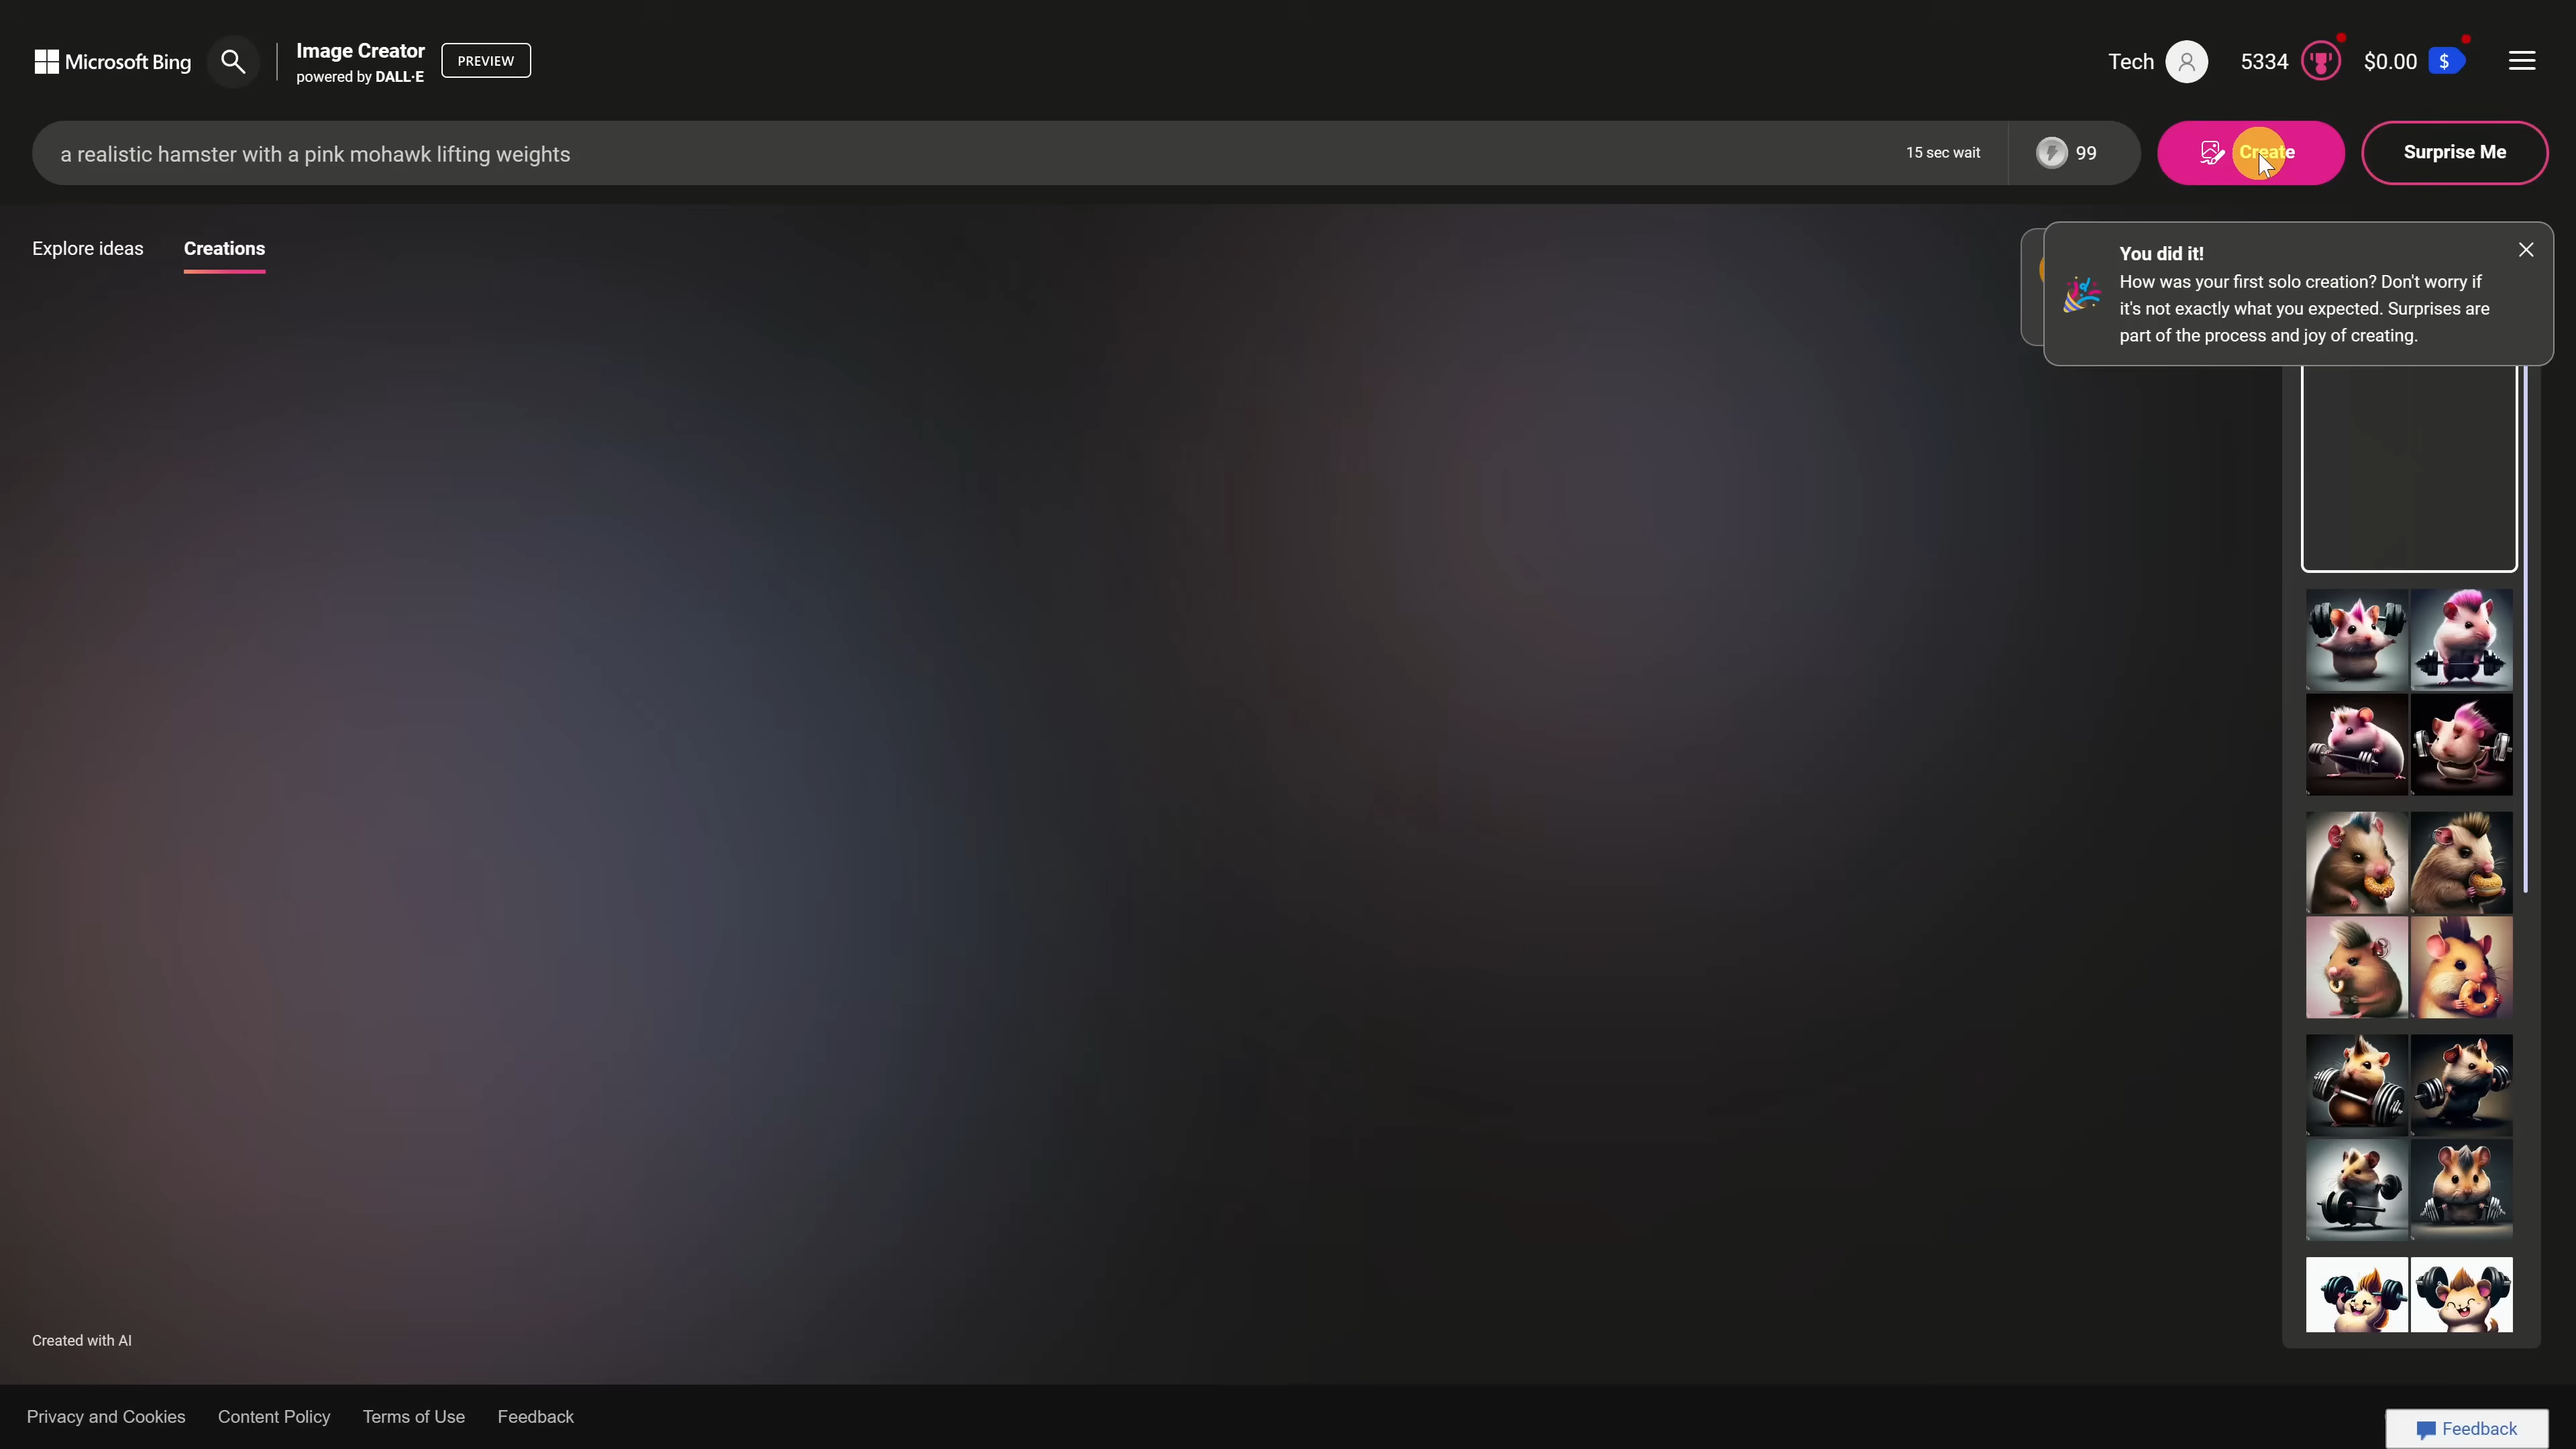 Microsoft Bing
Image Creator
powered by DALL·E
PREVIEW
Tech
5334
$0.00
$
a realistic hamster with a pink mohawk lifting weights
15 sec wait
99
Create
Surprise Me
Explore ideas
Creations
You did it!
How was your first solo creation? Don't worry if
it's not exactly what you expected. Surprises are
part of the process and joy of creating.
Created with AI
Privacy and Cookies
Content Policy
Terms of Use
Feedback
Feedback